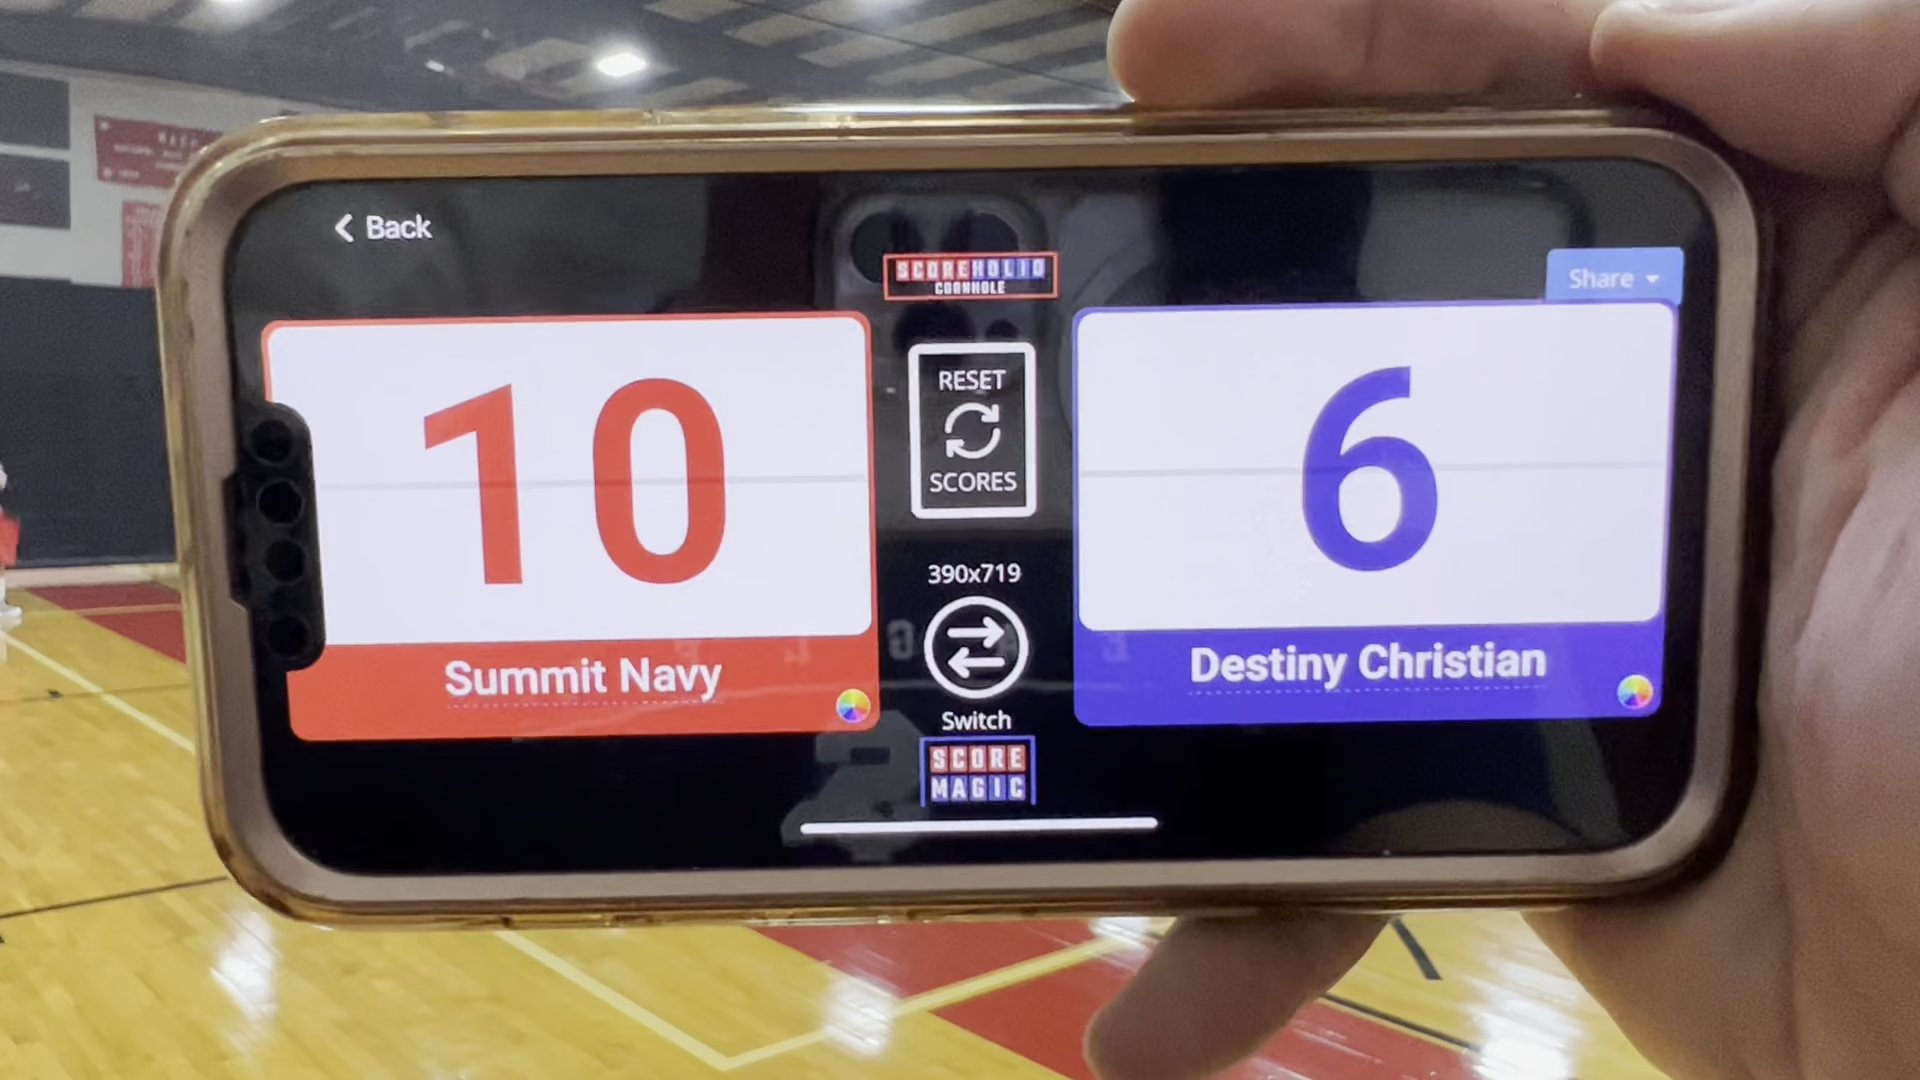 Back
SCOREHOLIO
CORNHOLE
Share
10
RESET
SCORES
6
390x719
Summit Navy
Destiny Christian
Switch
SCORE
MAGIC